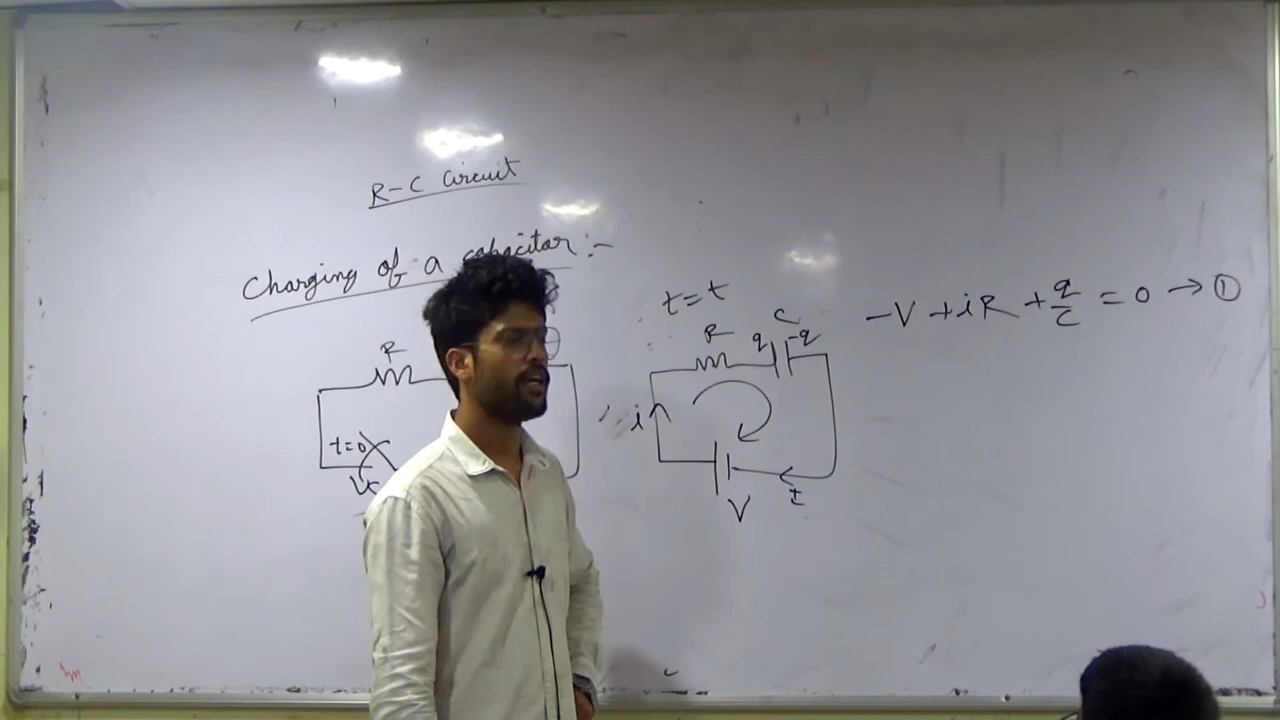 R-C Circuit
Charging of a capacitor :-
t=t
-V + iR + q/c = 0 → ①
R
t=0
R
C
q
-q
i
V
i